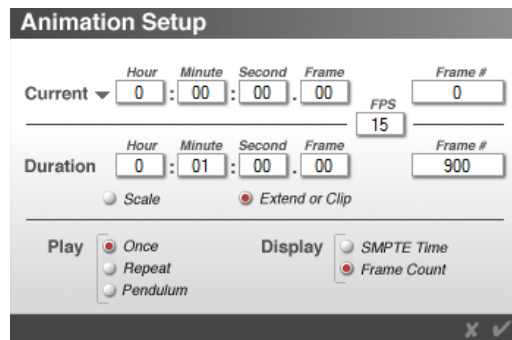 Animation Setup
Hour Minute Second Frame Frame #
Current 0 : 00 : 00 . 00 0
FPS
15
Hour Minute Second Frame Frame #
Duration 0 : 01 : 00 . 00 900
Scale Extend or Clip
Play Once Display SMPTE Time
Repeat Frame Count
Pendulum